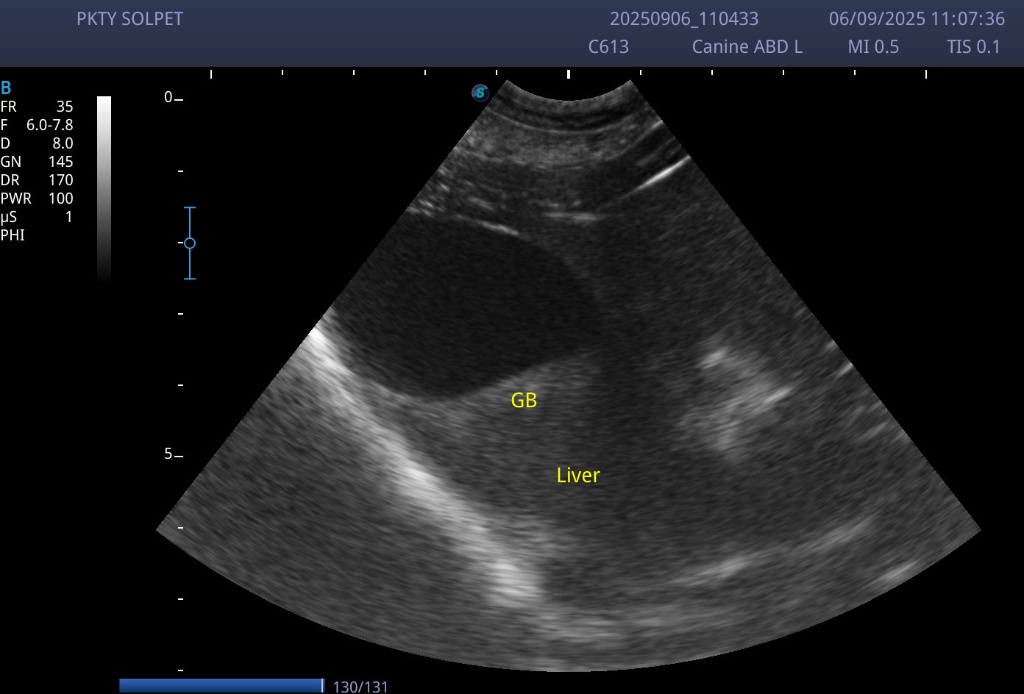 PKTY SOLPET
20250906_110433
06/09/2025 11:07:36
C613
Canine ABD L
MI 0.5
TIS 0.1
B
FR 35
F 6.0-7.8
D 8.0
GN 145
DR 170
PWR 100
µS 1
PHI
0
5
GB
Liver
130/131